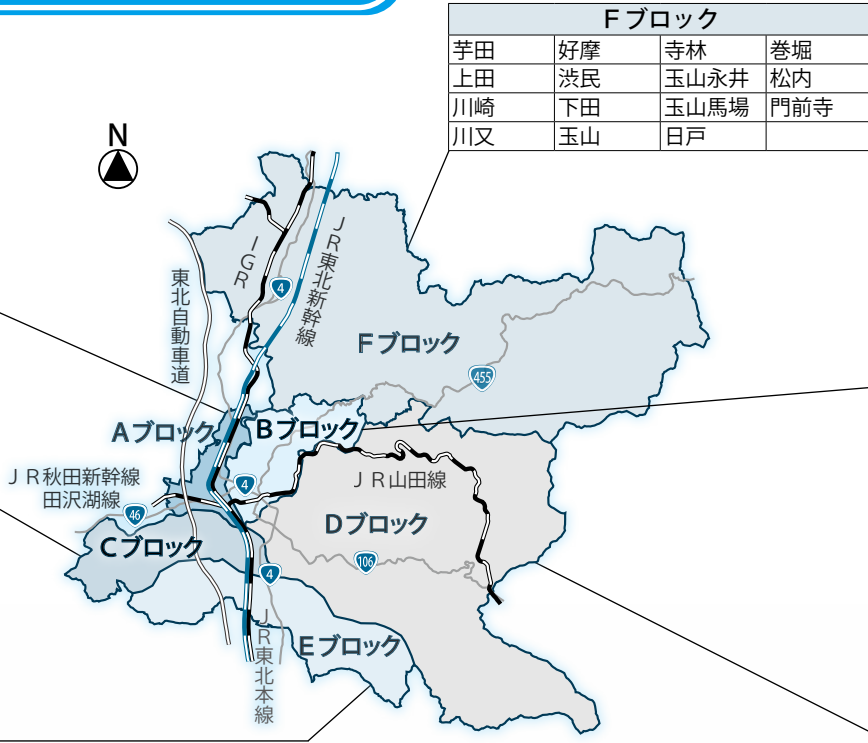 Fブロック
芋田 好摩 寺林 巻堀
上田 渋民 玉山永井 松内
川崎 下田 玉山馬場 門前寺
川又 玉山 日戸
N
IGR
4
JR東北新幹線
東北自動車道
Fブロック
455
Aブロック
Bブロック
JR秋田新幹線
田沢湖線
46
4
JR山田線
Dブロック
Cブロック
106
4
Eブロック
JR東北本線